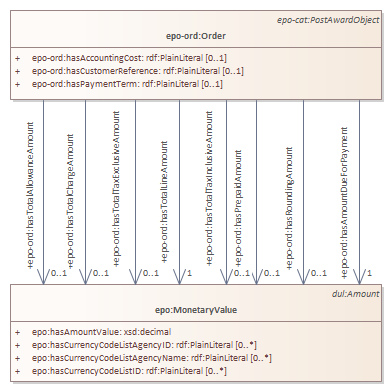 epo-cat:PostAwardObject
epo-ord:Order
+ epo-ord:hasAccountingCost: rdf:PlainLiteral [0..1]
+ epo-ord:hasCustomerReference: rdf:PlainLiteral [0..1]
+ epo-ord:hasPaymentTerm: rdf:PlainLiteral [0..1]
+epo-ord:hasTotalAllowanceAmount
0..1
+epo-ord:hasTotalChargeAmount
0..1
+epo-ord:hasTotalTaxExclusiveAmount
0..1
+epo-ord:hasTotalLineAmount
1
+epo-ord:hasTotalTaxInclusiveAmount
0..1
+epo-ord:hasPrepaidAmount
0..1
+epo-ord:hasRoundingAmount
0..1
+epo-ord:hasAmountDueForPayment
1
dul:Amount
epo:MonetaryValue
+ epo:hasAmountValue: xsd:decimal
+ epo:hasCurrencyCodeListAgencyID: rdf:PlainLiteral [0..*]
+ epo:hasCurrencyCodeListAgencyName: rdf:PlainLiteral [0..*]
+ epo:hasCurrencyCodeListID: rdf:PlainLiteral [0..*]